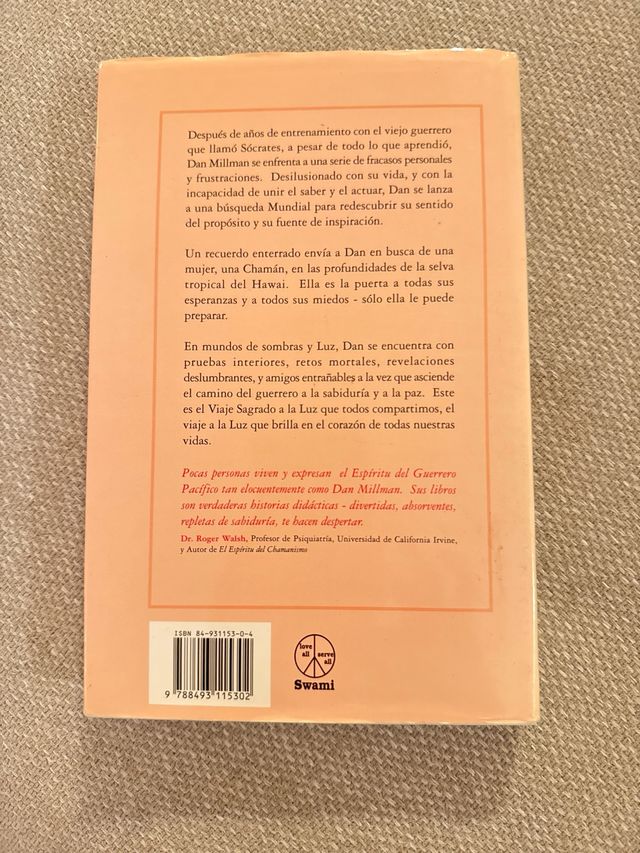 Después de años de entrenamiento con el viejo guerrero
que llamó Sócrates, a pesar de todo lo que aprendió,
Dan Millman se enfrenta a una serie de fracasos personales
y frustraciones. Desilusionado con su vida, y con la
incapacidad de unir el saber y el actuar, Dan se lanza
a una búsqueda Mundial para redescubrir su sentido
del propósito y su fuente de inspiración.
Un recuerdo enterrado envía a Dan en busca de una
mujer, una Chamán, en las profundidades de la selva
tropical del Hawai. Ella es la puerta a todas sus
esperanzas y a todos sus miedos - sólo ella le puede
preparar.
En mundos de sombras y Luz, Dan se encuentra con
pruebas interiores, retos mortales, revelaciones
deslumbrantes, y amigos entrañables a la vez que asciende
el camino del guerrero a la sabiduría y a la paz. Este
es el Viaje Sagrado a la Luz que todos compartimos, el
viaje a la Luz que brilla en el corazón de todas nuestras
vidas.
Pocas personas viven y expresan el Espíritu del Guerrero
Pacífico tan elocuentemente como Dan Millman. Sus libros
son verdaderas historias didácticas - divertidas, absorventes,
repletas de sabiduría, te hacen despertar.
Dr. Roger Walsh, Profesor de Psiquiatría, Universidad de California Irvine,
y Autor de El Espíritu del Chamanismo
ISBN 84-931153-0-4
9 788493 115302
love all serve all
Swami